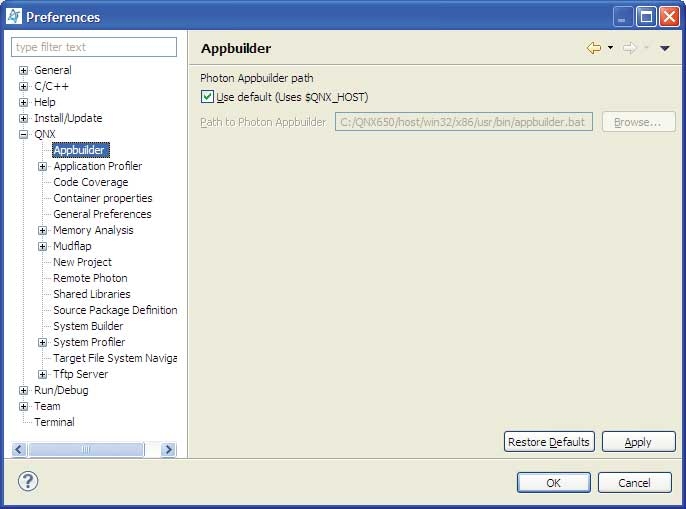 Preferences
type filter text
General
C/C++
Help
Install/Update
QNX
Appbuilder
Application Profiler
Code Coverage
Container properties
General Preferences
Memory Analysis
Mudflap
New Project
Remote Photon
Shared Libraries
Source Package Definition
System Builder
System Profiler
Target File System Naviga
Tftp Server
Run/Debug
Team
Terminal
Appbuilder
Photon Appbuilder path
Use default (Uses $QNX_HOST)
Path to Photon Appbuilder C:/QNX650/host/win32/x86/usr/bin/appbuilder.bat Browse...
Restore Defaults Apply
? OK Cancel